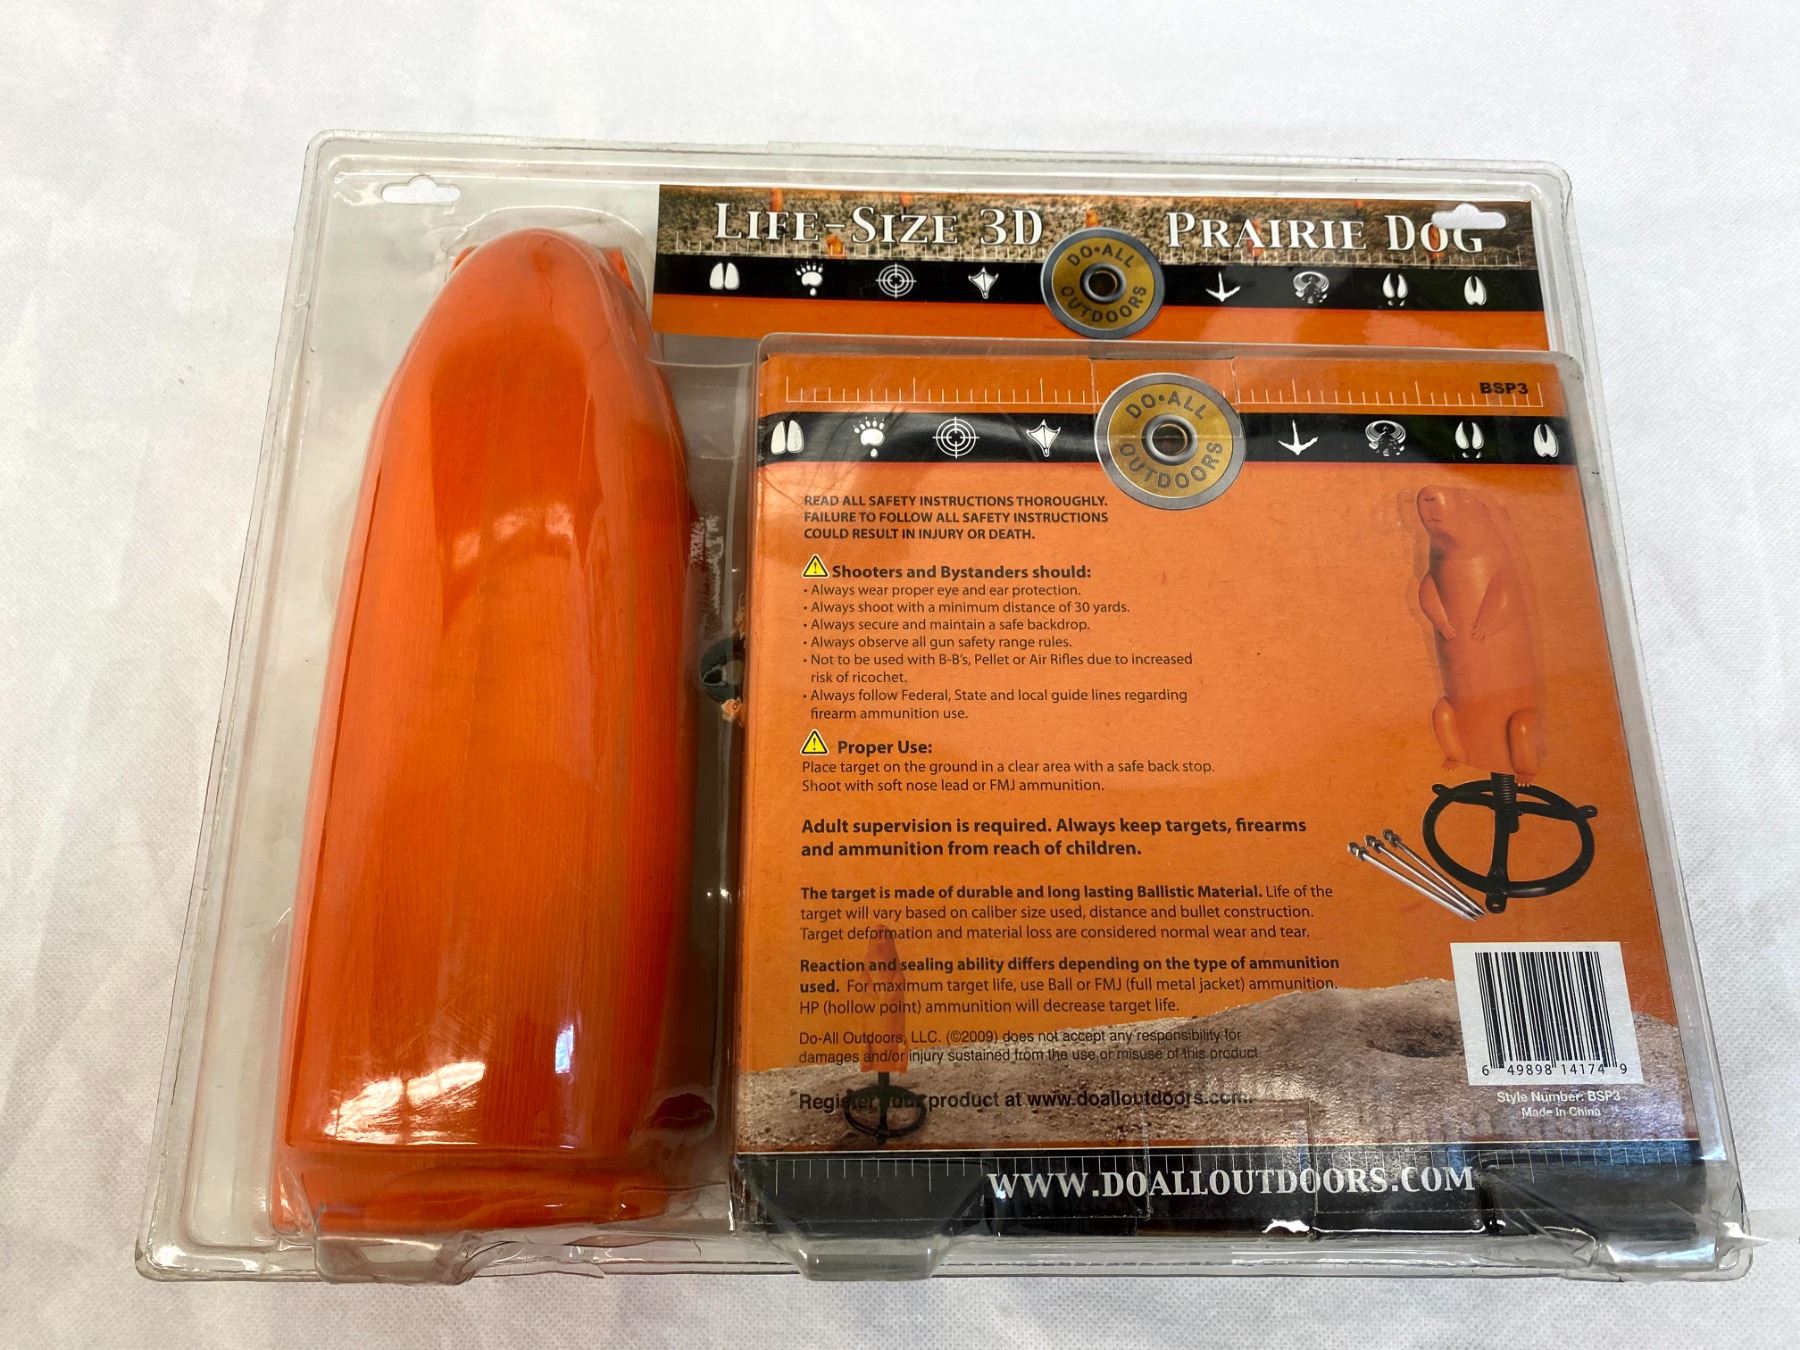 LIFE-SIZE 3D PRAIRIE DOG
DO•ALL
OUTDOORS
BSP3
DO•ALL
OUTDOORS
READ ALL SAFETY INSTRUCTIONS THOROUGHLY.
FAILURE TO FOLLOW ALL SAFETY INSTRUCTIONS
COULD RESULT IN INJURY OR DEATH.
Shooters and Bystanders should:
• Always wear proper eye and ear protection.
• Always shoot with a minimum distance of 30 yards.
• Always secure and maintain a safe backdrop.
• Always observe all gun safety range rules.
• Not to be used with B-B's, Pellet or Air Rifles due to increased
risk of ricochet.
• Always follow Federal, State and local guide lines regarding
firearm ammunition use.
Proper Use:
Place target on the ground in a clear area with a safe back stop.
Shoot with soft nose lead or FMJ ammunition.
Adult supervision is required. Always keep targets, firearms
and ammunition from reach of children.
The target is made of durable and long lasting Ballistic Material. Life of the
target will vary based on caliber size used, distance and bullet construction.
Target deformation and material loss are considered normal wear and tear.
Reaction and sealing ability differs depending on the type of ammunition
used. For maximum target life, use Ball or FMJ (full metal jacket) ammunition.
HP (hollow point) ammunition will decrease target life.
Do-All Outdoors, LLC. (©2009) does not accept any responsibility for
damages and/or injury sustained from the use or misuse of this product.
Register your product at www.doalloutdoors.com.
6 49898 14174 9
Style Number: BSP3
Made In China
WWW.DOALLOUTDOORS.COM